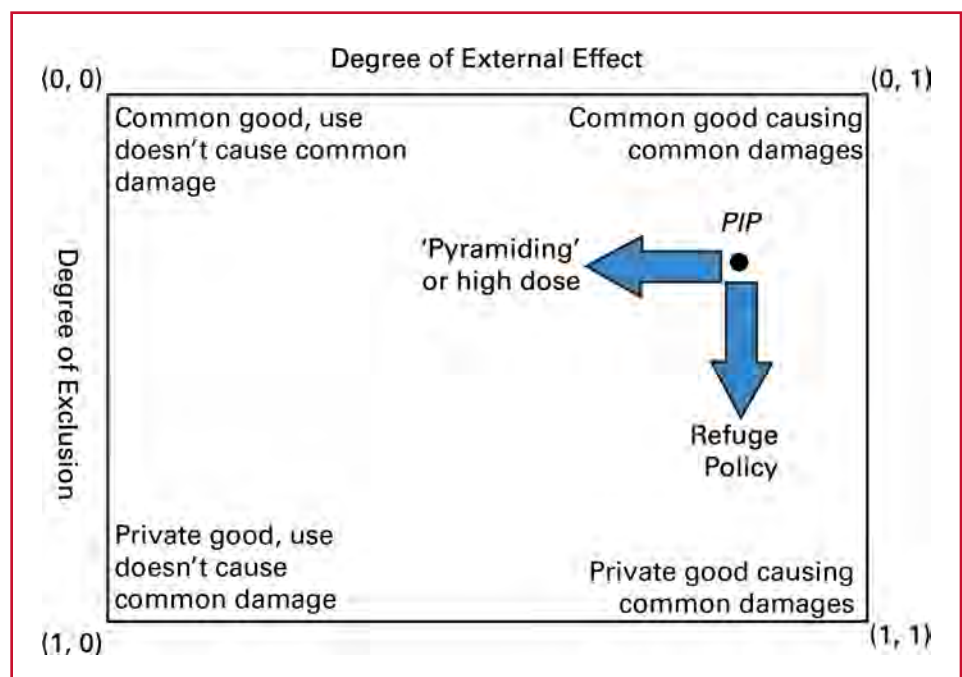 Degree of External Effect
(0, 0)
(0, 1)
Common good, use
doesn't cause common
damage
Common good causing
common damages
PIP
'Pyramiding'
or high dose
Degree of Exclusion
Refuge
Policy
Private good, use
doesn't cause
common damage
Private good causing
common damages
(1, 0)
(1, 1)